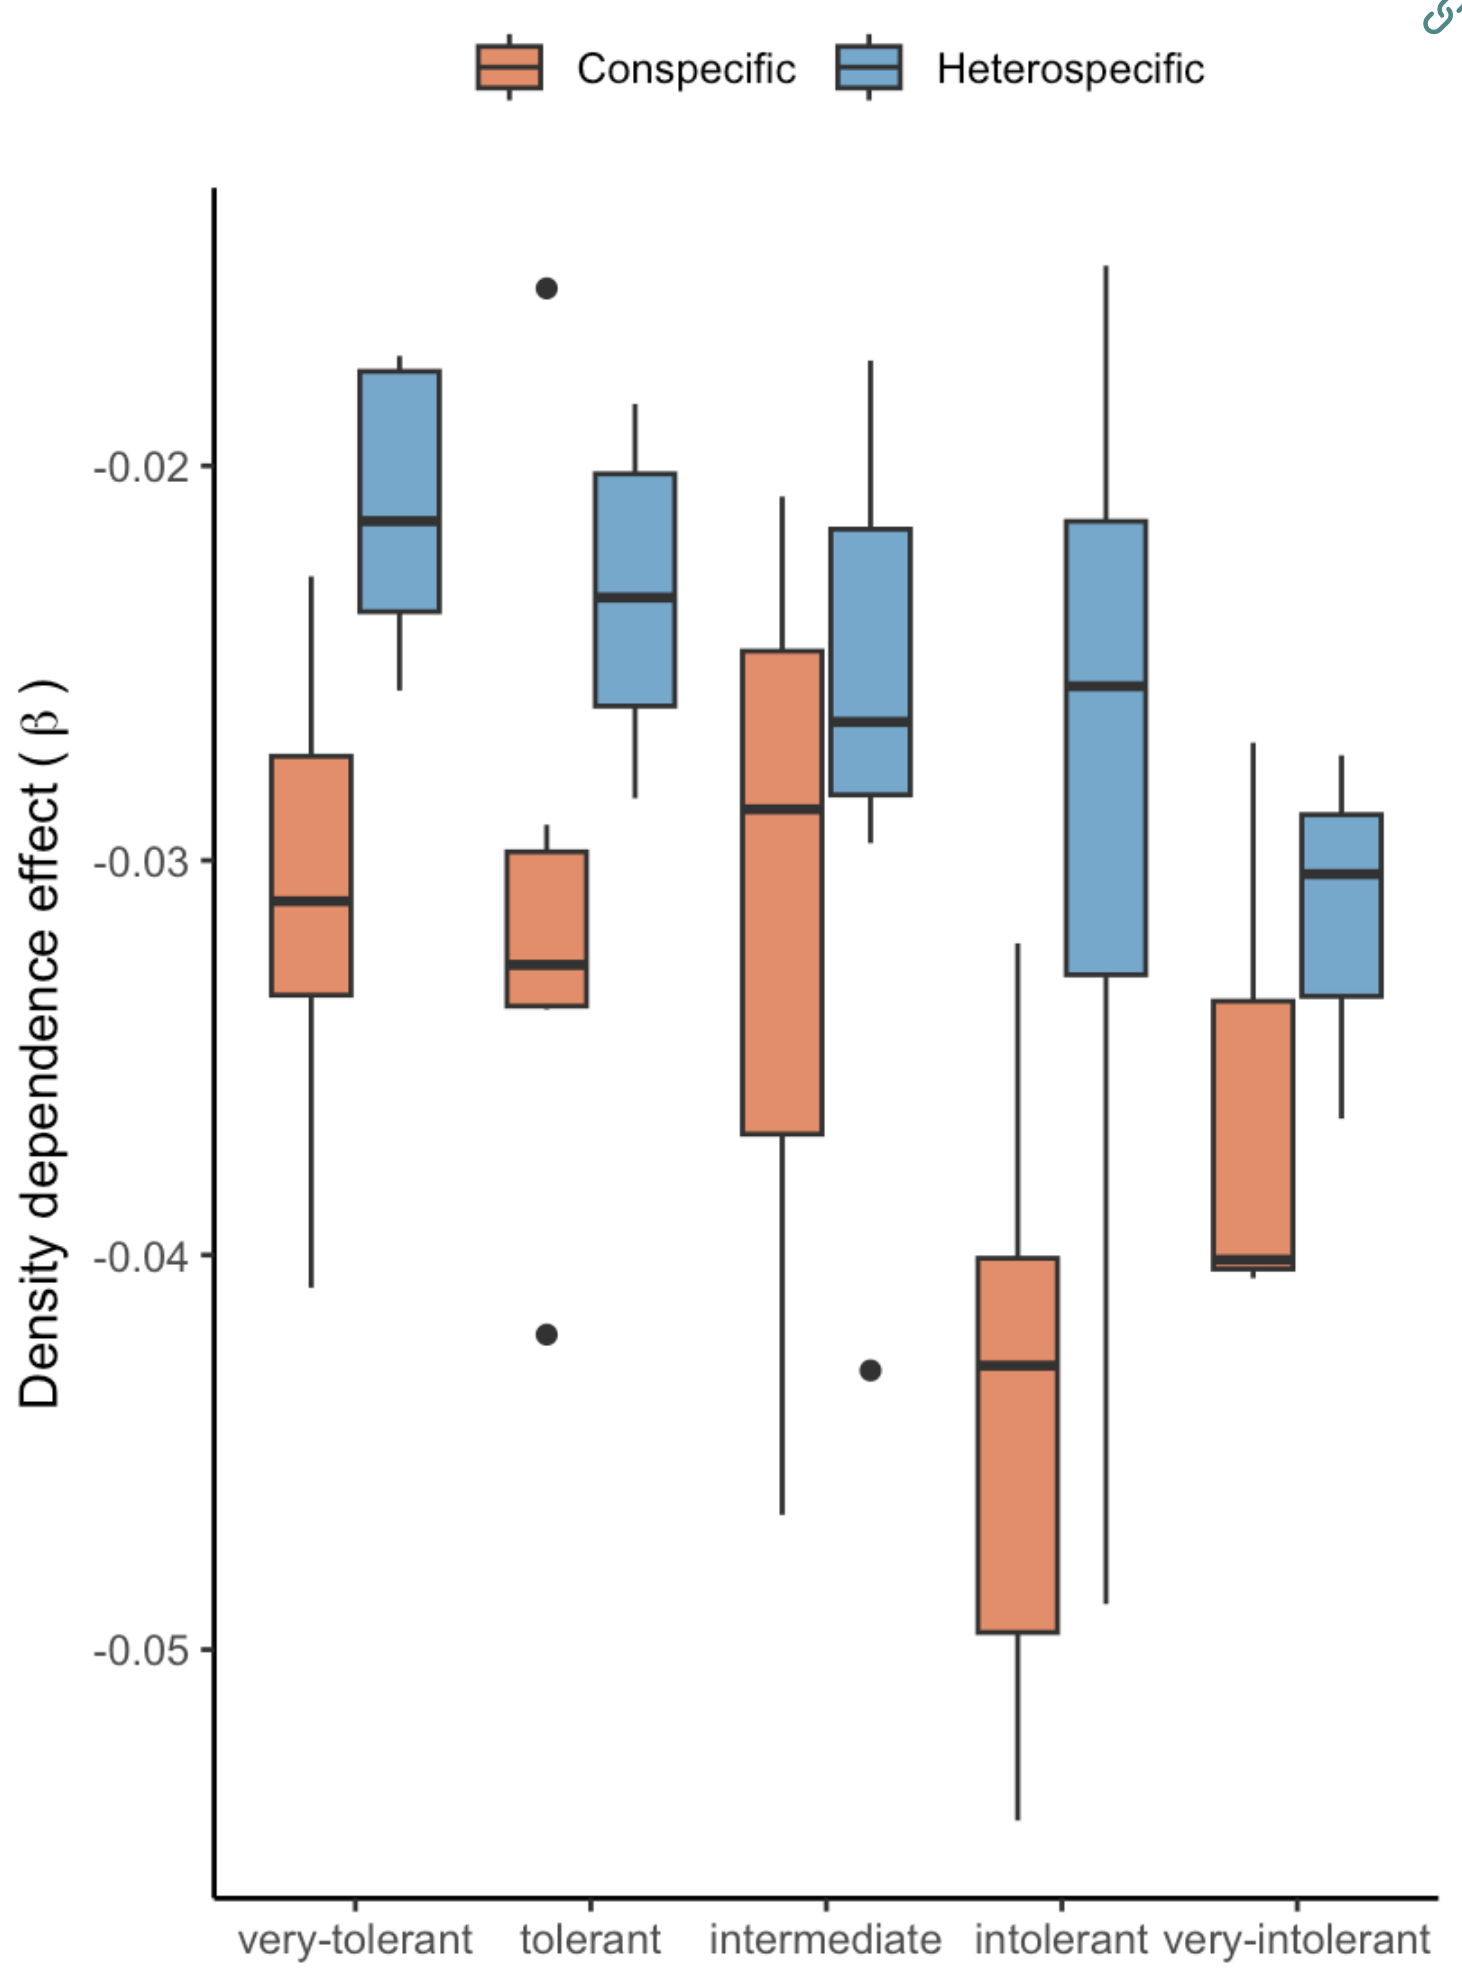 Conspecific Heterospecific
Density dependence effect ( β )
-0.02
-0.03
-0.04
-0.05
very-tolerant tolerant intermediate intolerant very-intolerant